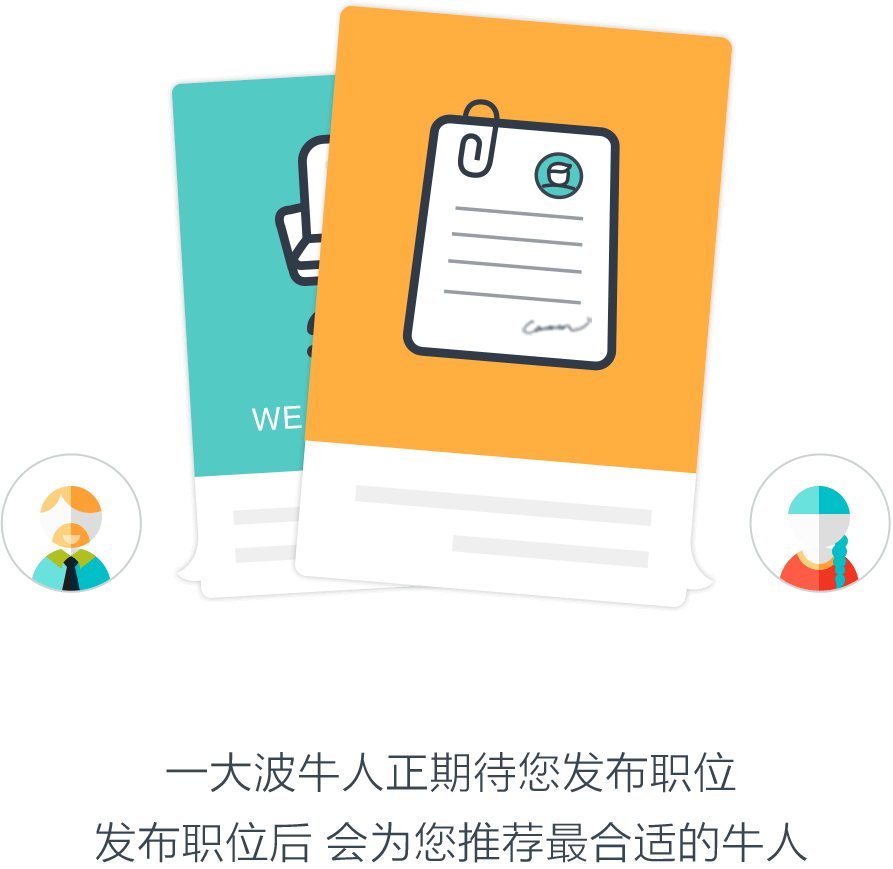 WE
一大波牛人正期待您发布职位
发布职位后 会为您推荐最合适的牛人